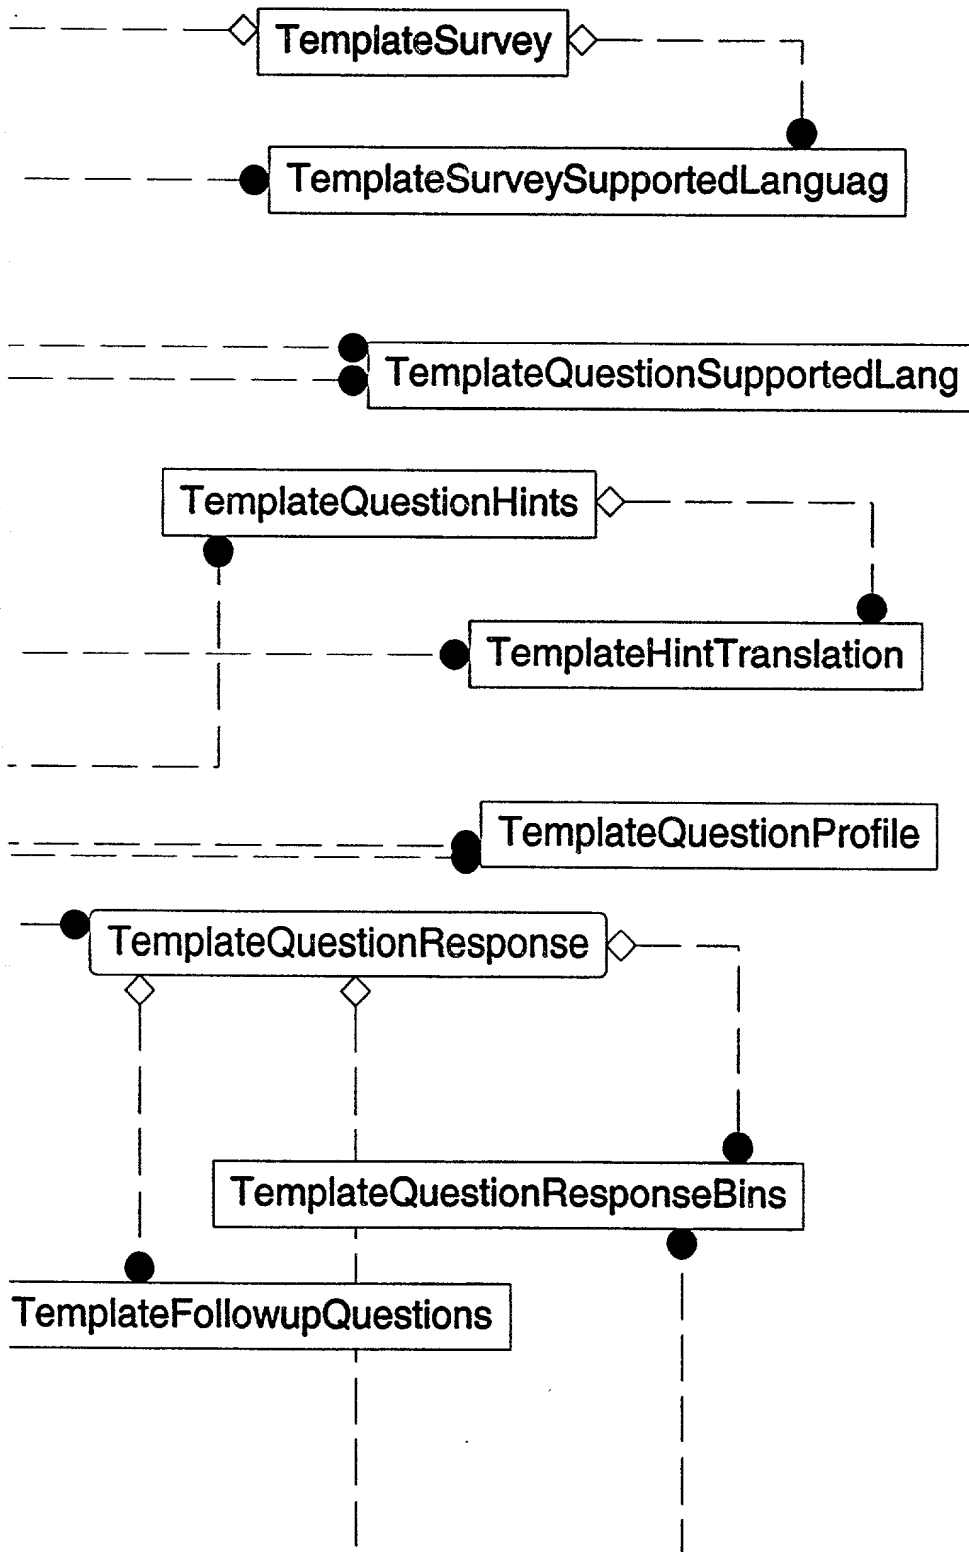 TemplateSurvey
TemplateSurveySupportedLanguag
TemplateQuestionSupportedLang
TemplateQuestionHints
TemplateHintTranslation
TemplateQuestionProfile
TemplateQuestionResponse
TemplateQuestionResponseBins
TemplateFollowupQuestions